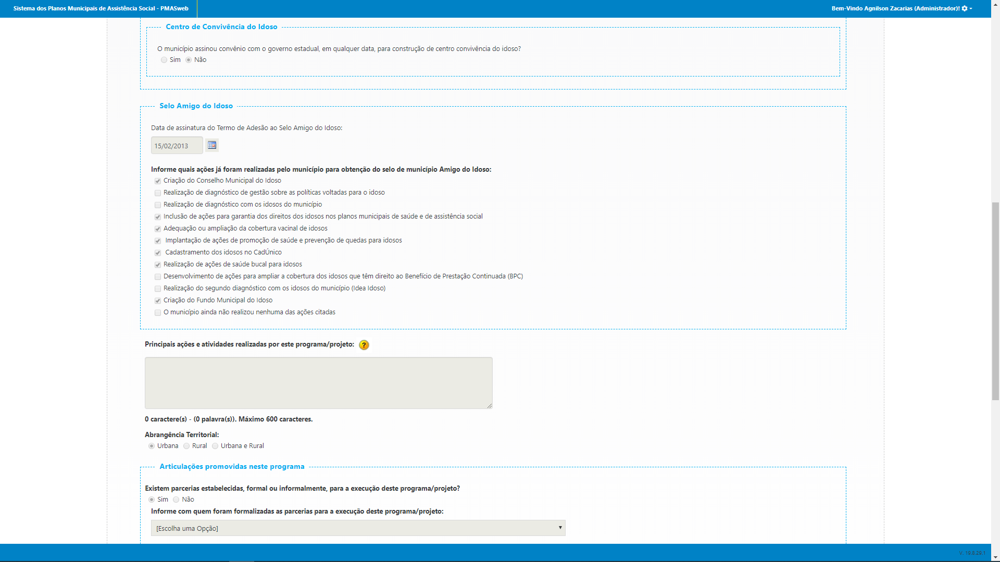 Sistema dos Planos Municipais de Assistência Social - PMASweb
Bem-Vindo Agnilson Zacarias (Administrador)!
Centro de Convivência do Idoso
O município assinou convênio com o governo estadual, em qualquer data, para construção de centro convivência do idoso?
Sim Não
Selo Amigo do Idoso
Data de assinatura do Termo de Adesão ao Selo Amigo do Idoso:
15/02/2013
Informe quais ações já foram realizadas pelo município para obtenção do selo de município Amigo do Idoso:
Criação do Conselho Municipal do Idoso
Realização de diagnóstico de gestão sobre as políticas voltadas para o idoso
Realização de diagnóstico com os idosos do município
Inclusão de ações para garantia dos direitos dos idosos nos planos municipais de saúde e de assistência social
Adequação ou ampliação da cobertura vacinal de idosos
Implantação de ações de promoção de saúde e prevenção de quedas para idosos
Cadastramento dos idosos no CadÚnico
Realização de ações de saúde bucal para idosos
Desenvolvimento de ações para ampliar a cobertura dos idosos que têm direito ao Benefício de Prestação Continuada (BPC)
Realização do segundo diagnóstico com os idosos do município (Idea Idoso)
Criação do Fundo Municipal do Idoso
O município ainda não realizou nenhuma das ações citadas
Principais ações e atividades realizadas por este programa/projeto: ?
0 caractere(s) - (0 palavra(s)). Máximo 600 caracteres.
Abrangência Territorial:
Urbana Rural Urbana e Rural
Articulações promovidas neste programa
Existem parcerias estabelecidas, formal ou informalmente, para a execução deste programa/projeto?
Sim Não
Informe com quem foram formalizadas as parcerias para a execução deste programa/projeto:
[Escolha uma Opção]
V. 19.8.29.1